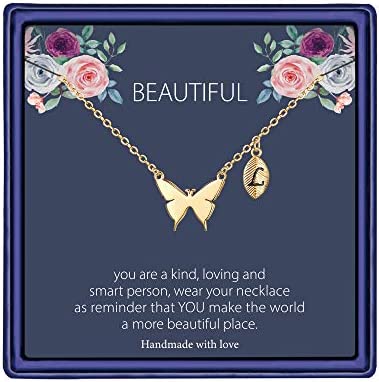 BEAUTIFUL
L
you are a kind, loving and
smart person, wear your necklace
as reminder that YOU make the world
a more beautiful place.
Handmade with love